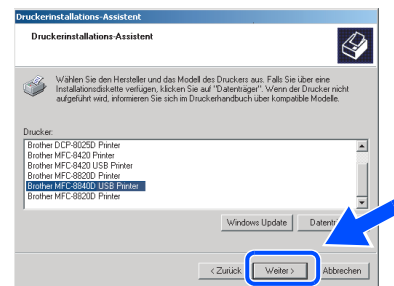 Druckerinstallations-Assistent
Druckerinstallations-Assistent
Wählen Sie den Hersteller und das Modell des Druckers aus. Falls Sie über eine
Installationsdiskette verfügen, klicken Sie auf "Datenträger". Wenn der Drucker nicht
aufgeführt wird, informieren Sie sich im Druckerhandbuch über kompatible Modelle.
Drucker:
Brother DCP-8025D Printer
Brother MFC-8420 Printer
Brother MFC-8420 USB Printer
Brother MFC-8820D Printer
Brother MFC-8840D USB Printer
Brother MFC-8820D Printer
Windows Update Datentr
< Zurück Weiter > Abbrechen